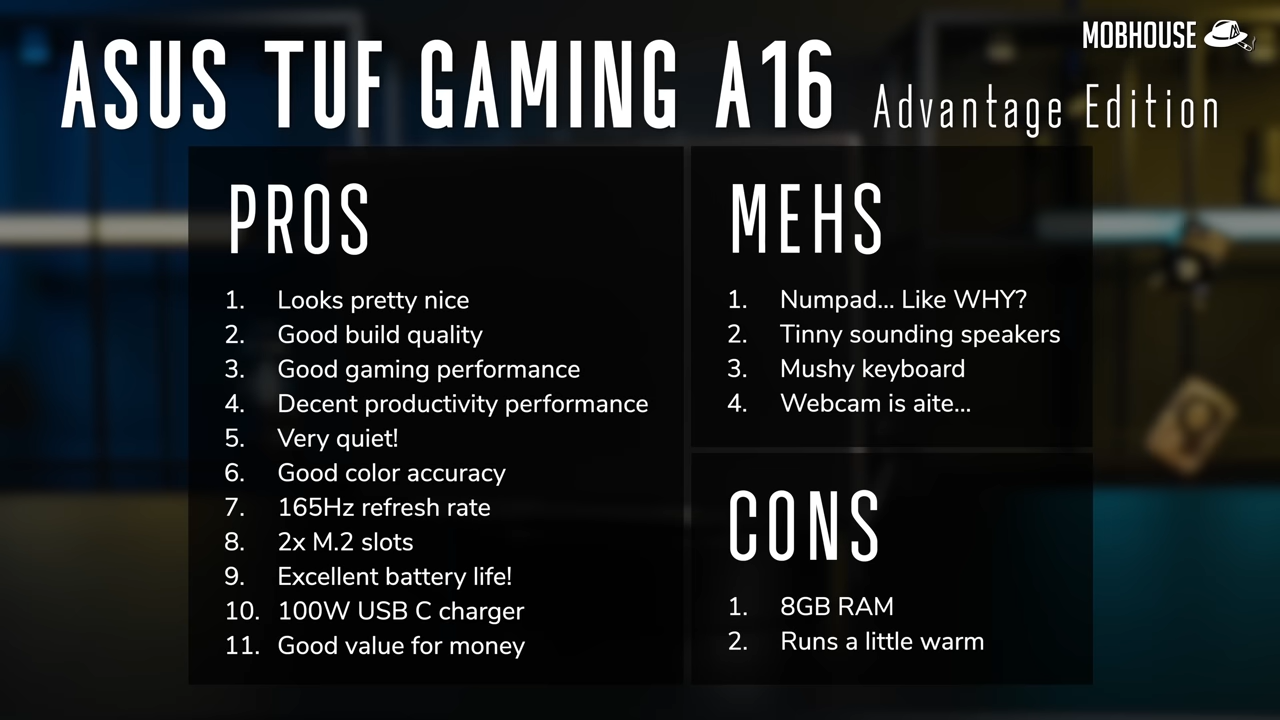 MOBHOUSE
ASUS TUF GAMING A16 Advantage Edition
PROS
1. Looks pretty nice
2. Good build quality
3. Good gaming performance
4. Decent productivity performance
5. Very quiet!
6. Good color accuracy
7. 165Hz refresh rate
8. 2x M.2 slots
9. Excellent battery life!
10. 100W USB C charger
11. Good value for money
MEHS
1. Numpad... Like WHY?
2. Tinny sounding speakers
3. Mushy keyboard
4. Webcam is aite...
CONS
1. 8GB RAM
2. Runs a little warm